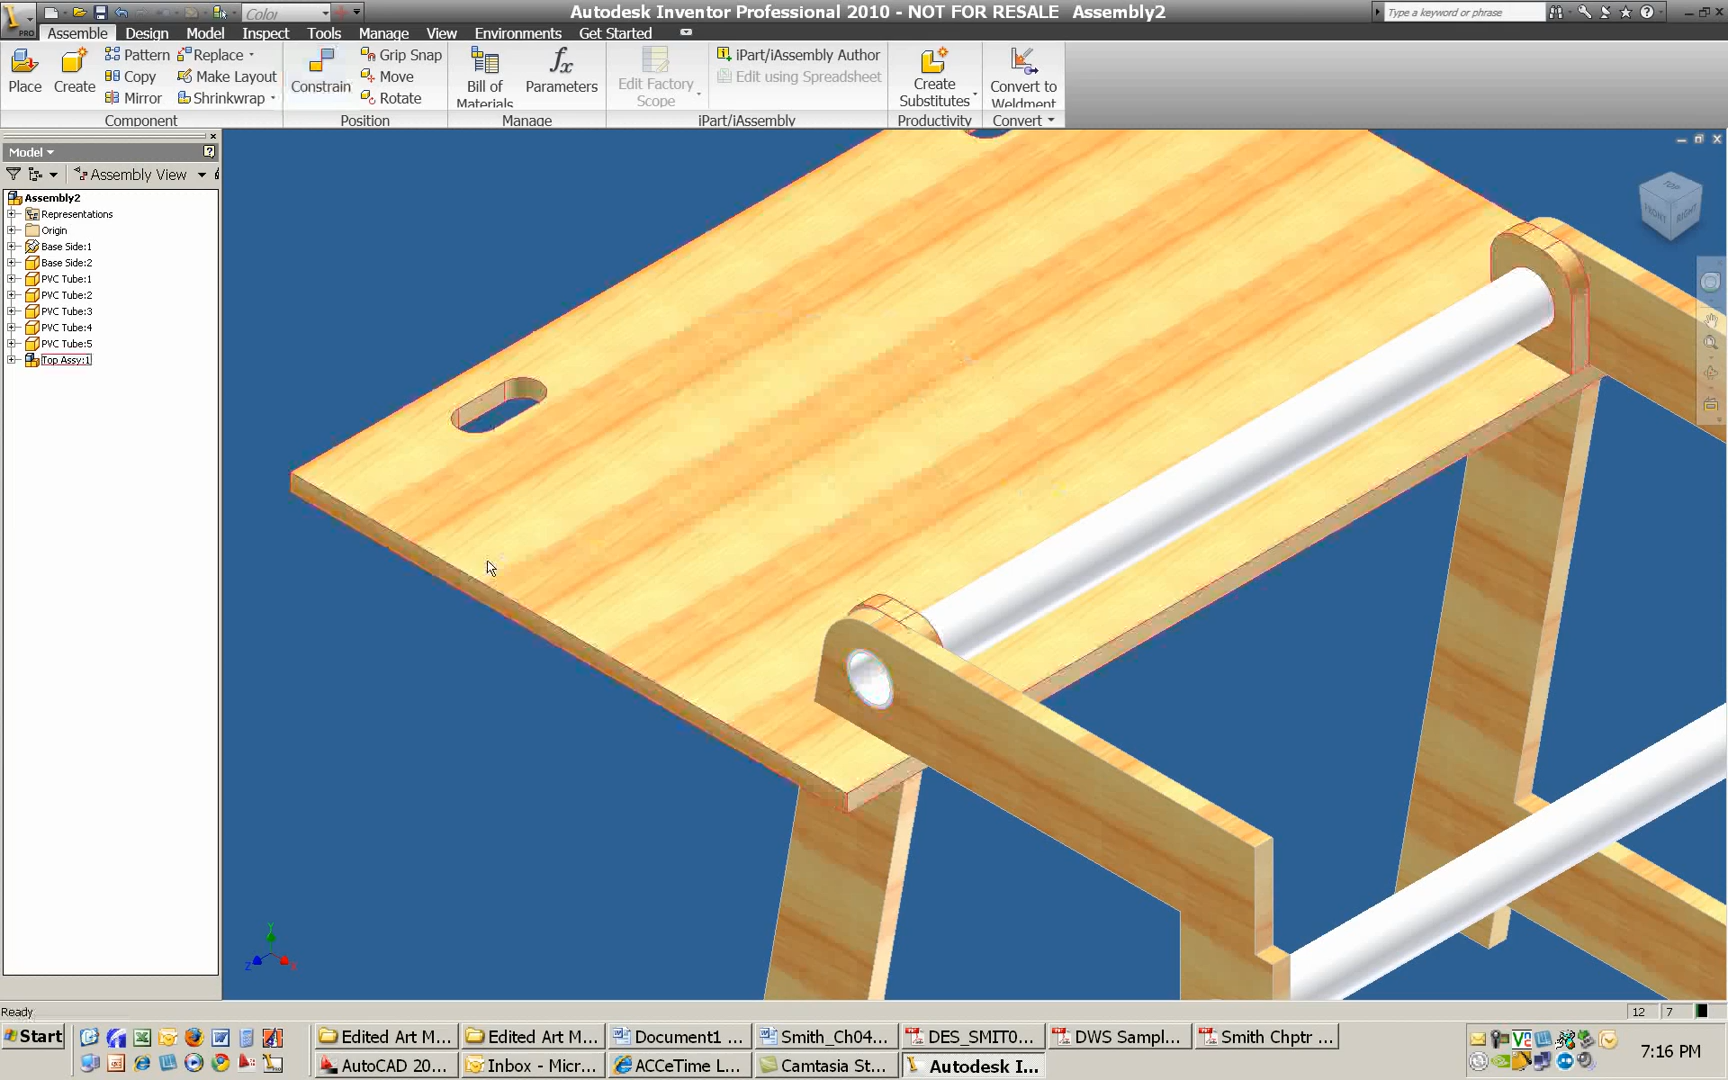 Color
Autodesk Inventor Professional 2010 - NOT FOR RESALE Assembly2
Type a keyword or phrase
PRO
Assemble Design Model Inspect Tools Manage View Environments Get Started
Place
Create
Pattern
Copy
Mirror
Replace
Make Layout
Shrinkwrap
Constrain
Grip Snap
Move
Rotate
Bill of
Materials
Parameters
Edit Factory
Scope
iPart/iAssembly Author
Edit using Spreadsheet
Create
Substitutes
Convert to
Weldment
Component Position Manage iPart/iAssembly Productivity Convert
Model
Assembly View
Assembly2
Representations
Origin
Base Side:1
Base Side:2
PVC Tube:1
PVC Tube:2
PVC Tube:3
PVC Tube:4
PVC Tube:5
Top Assy:1
TOP
FRONT
RIGHT
Y
Z
X
Ready
12 7
Start
Edited Art M...
Edited Art M...
Document1 ...
Smith_Ch04...
DES_SMIT0...
DWS Sampl...
Smith Chptr ...
AutoCAD 20...
Inbox - Micr...
ACCeTime L...
Camtasia St...
Autodesk I...
7:16 PM